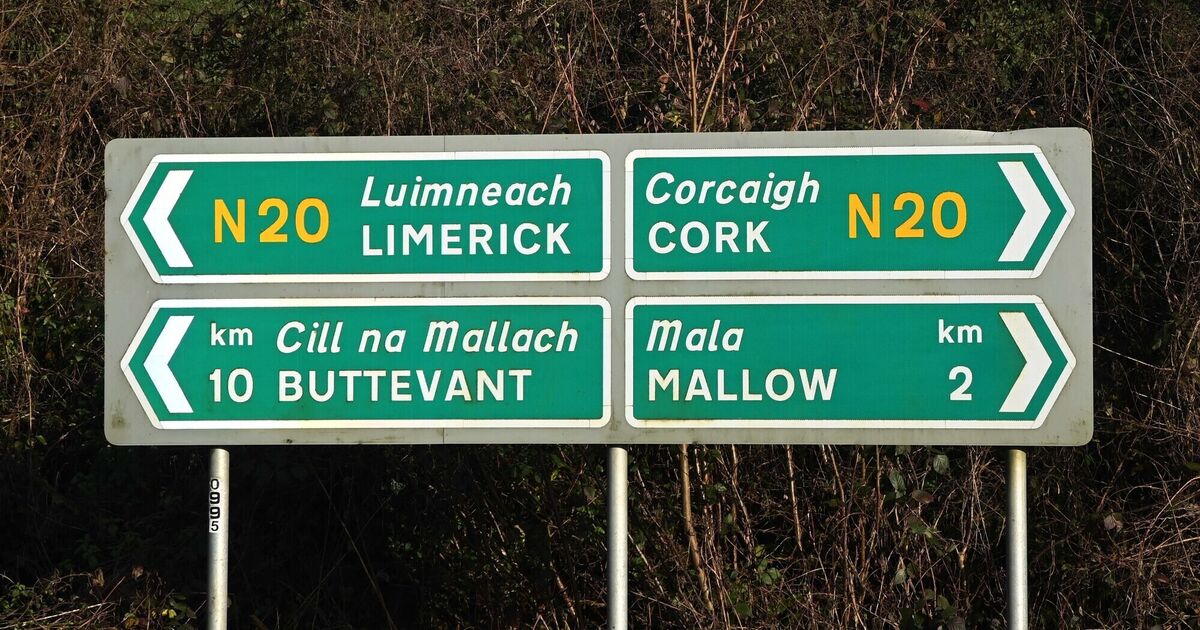 N20 Luimneach
LIMERICK
Corcaigh N20
CORK
km Cill na Mallach
10 BUTTEVANT
Mala km
MALLOW 2
0995